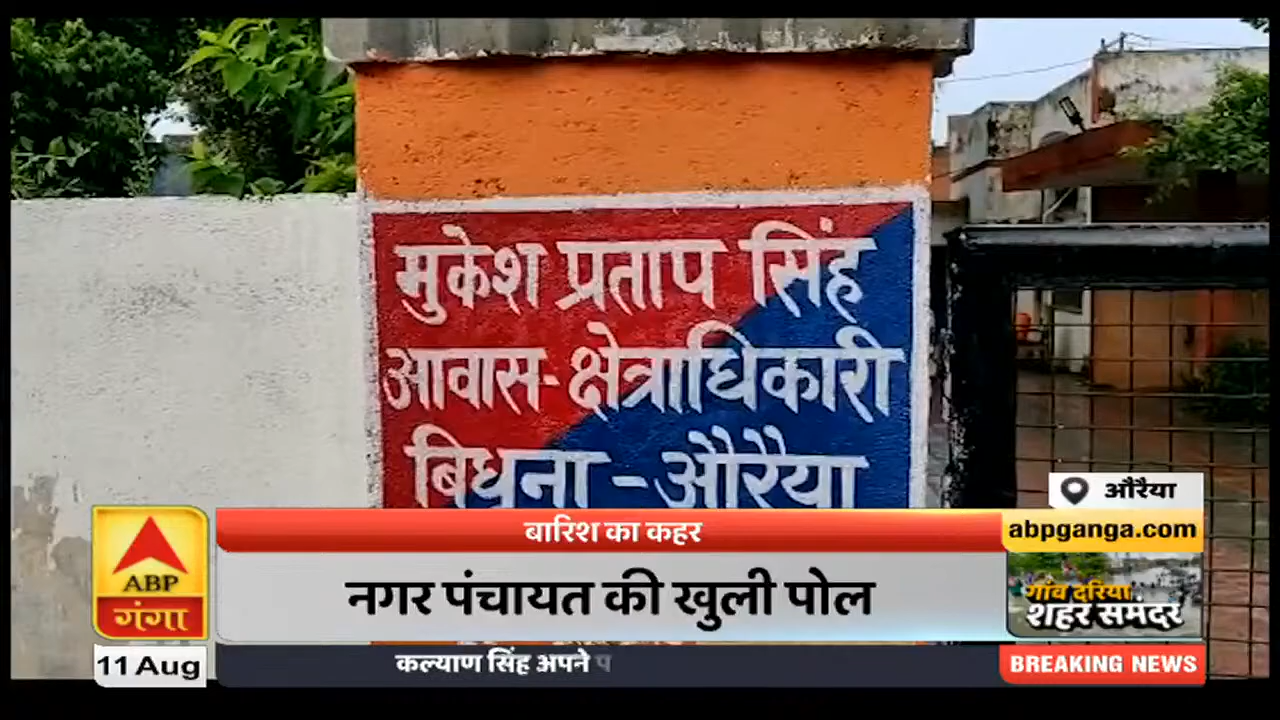 मुकेश प्रताप सिंह
आवास-क्षेत्राधिकारी
बिधूना-औरैया
औरैया
बारिश का कहर
abpganga.com
नगर पंचायत की खुली पोल
ABP
गंगा
गांव दरिया
शहर समंदर
11 Aug
कल्याण सिंह अपने प
BREAKING NEWS